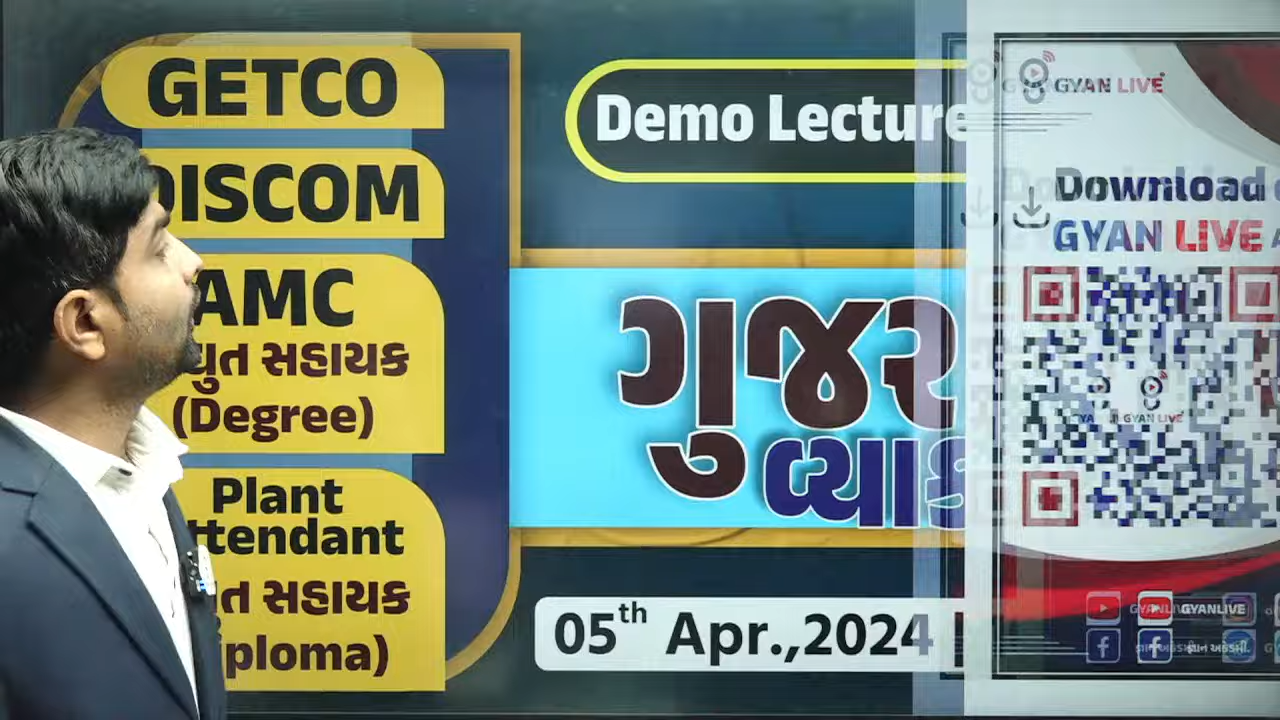 GETCO
DISCOM
AMC
સહાયક
(Degree)
Plant
ttendant
સહાયક
ploma)
Demo Lecture
ગુજર
વ્યાક
05th Apr.,2024
GYAN LIVE
Download
GYAN LIVE
GYAN LIVE
GYANLIVE